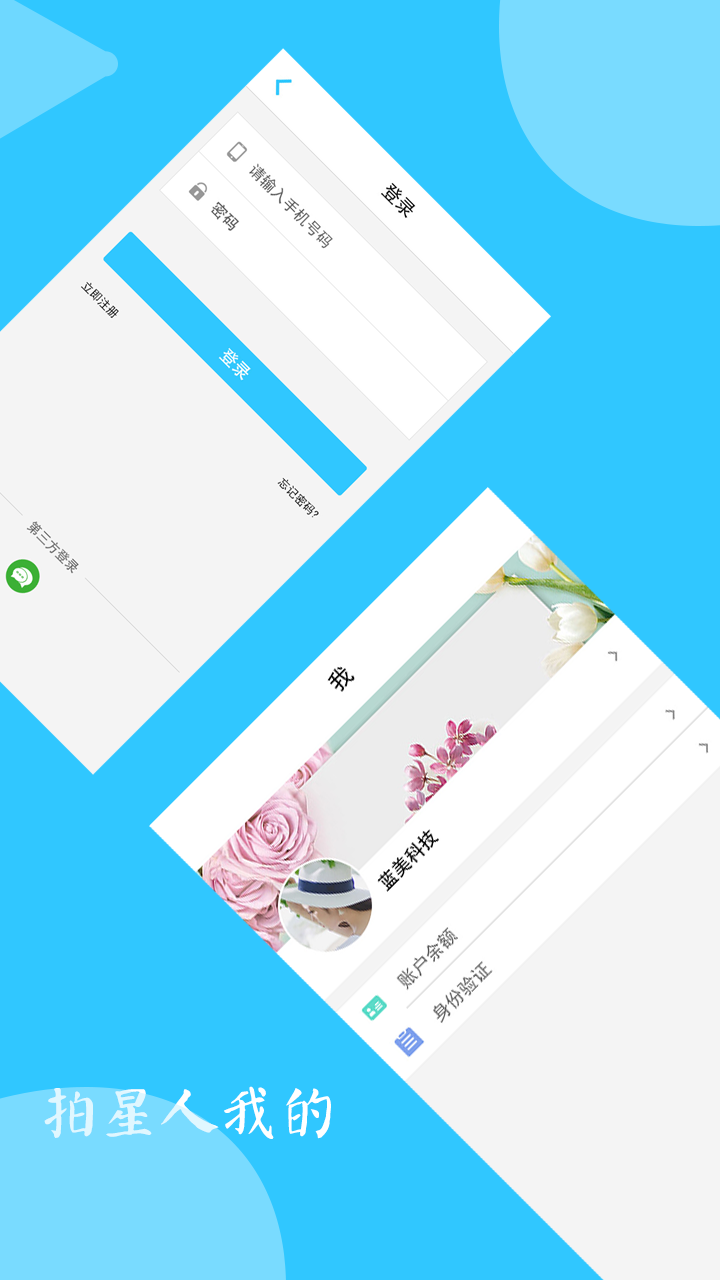 登录
请输入手机号码
密码
登录
立即注册
忘记密码?
第三方登录
我
蓝美科技
账户余额
身份验证
拍星人我的